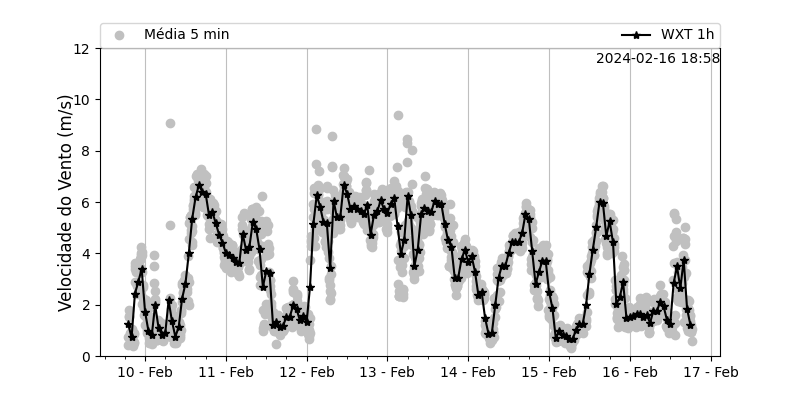 Média 5 min
WXT 1h
2024-02-16 18:58
Velocidade do Vento (m/s)
12
10
8
6
4
2
0
10 - Feb
11 - Feb
12 - Feb
13 - Feb
14 - Feb
15 - Feb
16 - Feb
17 - Feb